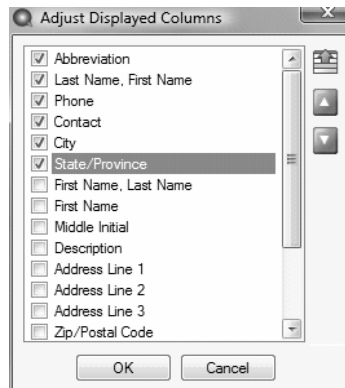 Adjust Displayed Columns
Abbreviation
Last Name, First Name
Phone
Contact
City
State/Province
First Name, Last Name
First Name
Middle Initial
Description
Address Line 1
Address Line 2
Address Line 3
Zip/Postal Code
OK Cancel